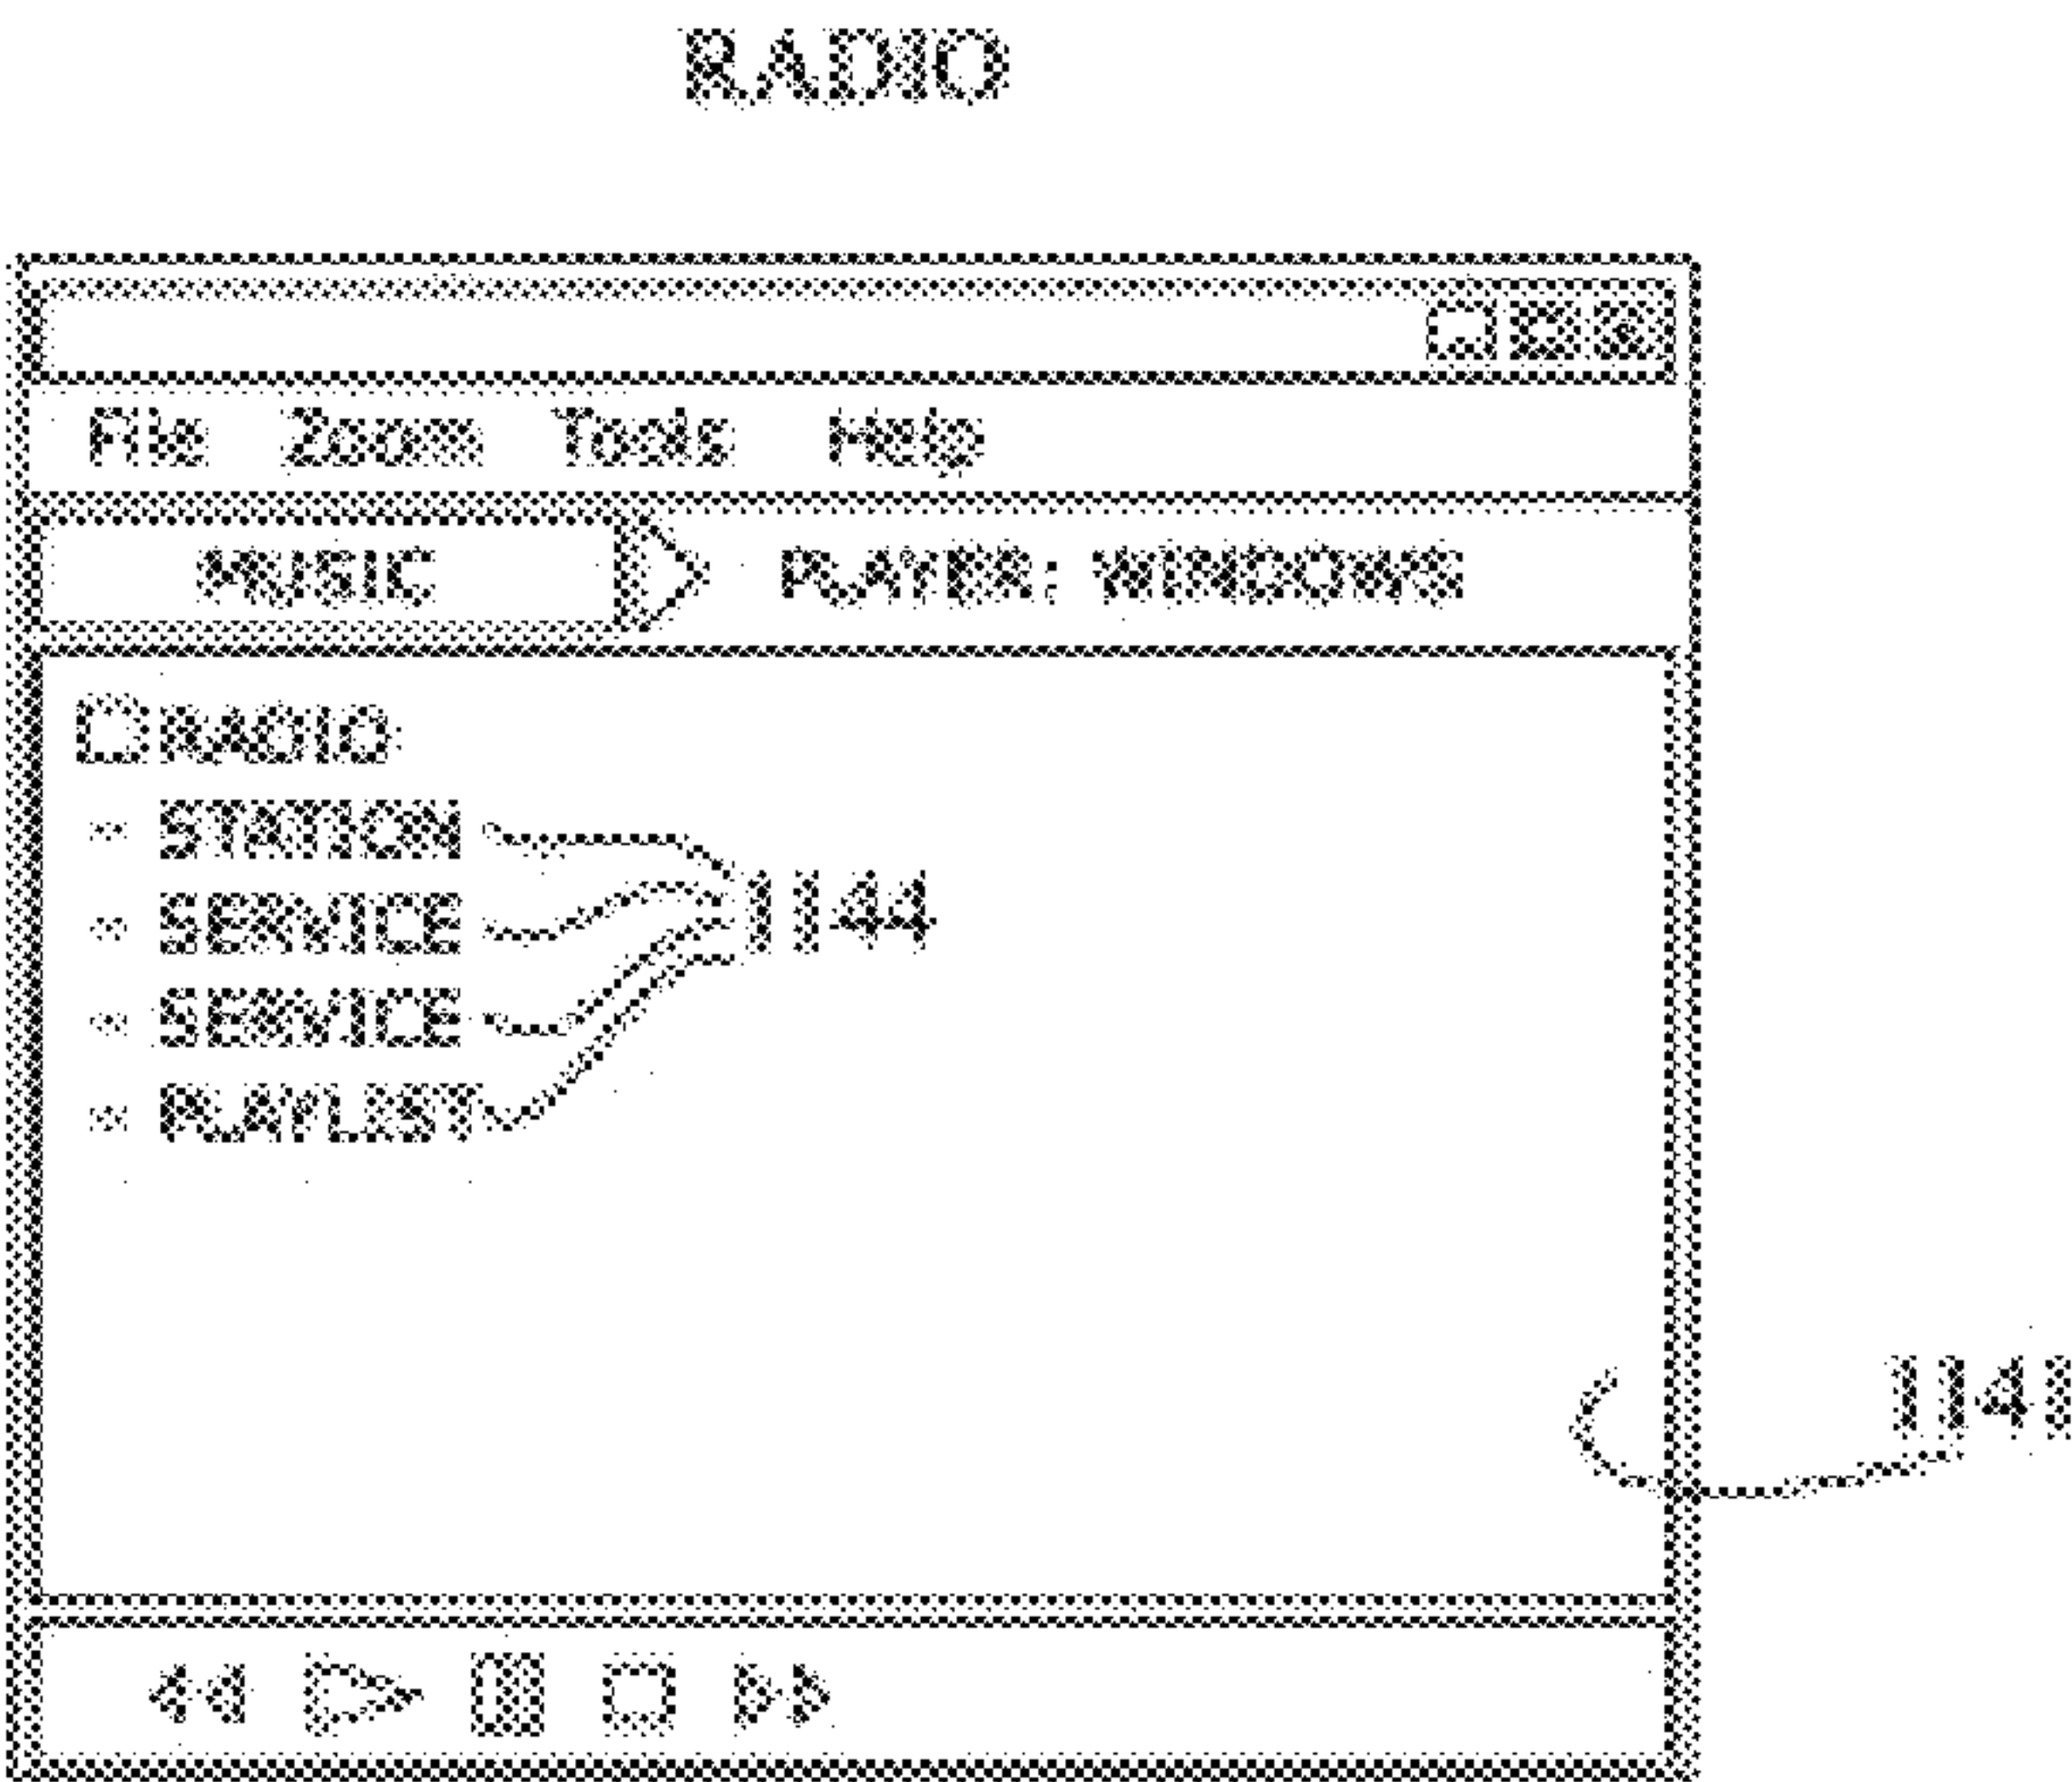 RADIO
File Zoom Tools Help
MUSIC PLAYER: WINDOWS
RADIO
- STATION
- SERVICE
1144
- SERVICE
- PLAYLIST